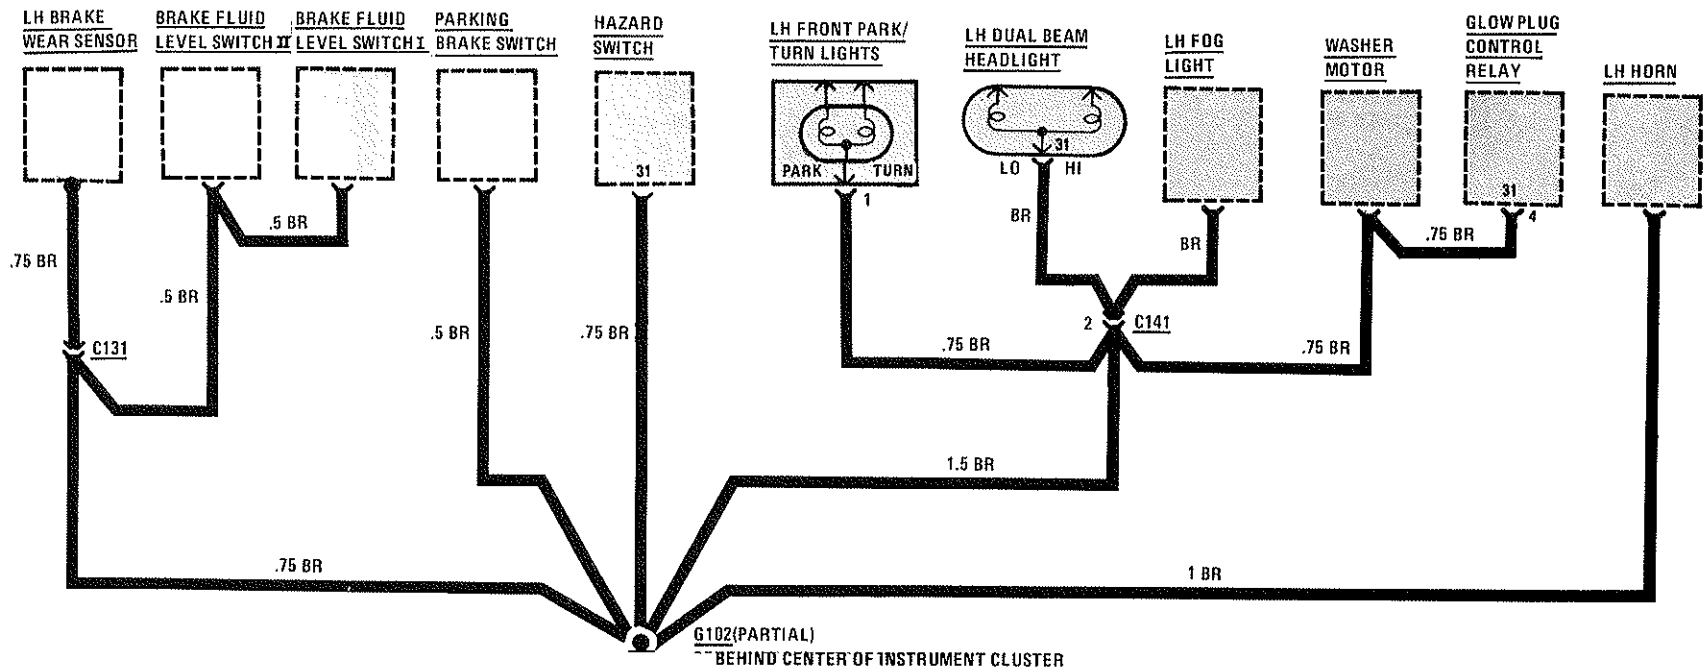 LH BRAKE
WEAR SENSOR
BRAKE FLUID
LEVEL SWITCH II
BRAKE FLUID
LEVEL SWITCH I
PARKING
BRAKE SWITCH
HAZARD
SWITCH
LH FRONT PARK/
TURN LIGHTS
LH DUAL BEAM
HEADLIGHT
LH FOG
LIGHT
WASHER
MOTOR
GLOW PLUG
CONTROL
RELAY
LH HORN
31
PARK
TURN
1
31
LO
HI
31
4
.75 BR
.5 BR
.5 BR
.5 BR
.75 BR
BR
BR
.75 BR
C131
2
C141
.75 BR
.75 BR
1.5 BR
.75 BR
1 BR
G102(PARTIAL)
BEHIND CENTER OF INSTRUMENT CLUSTER